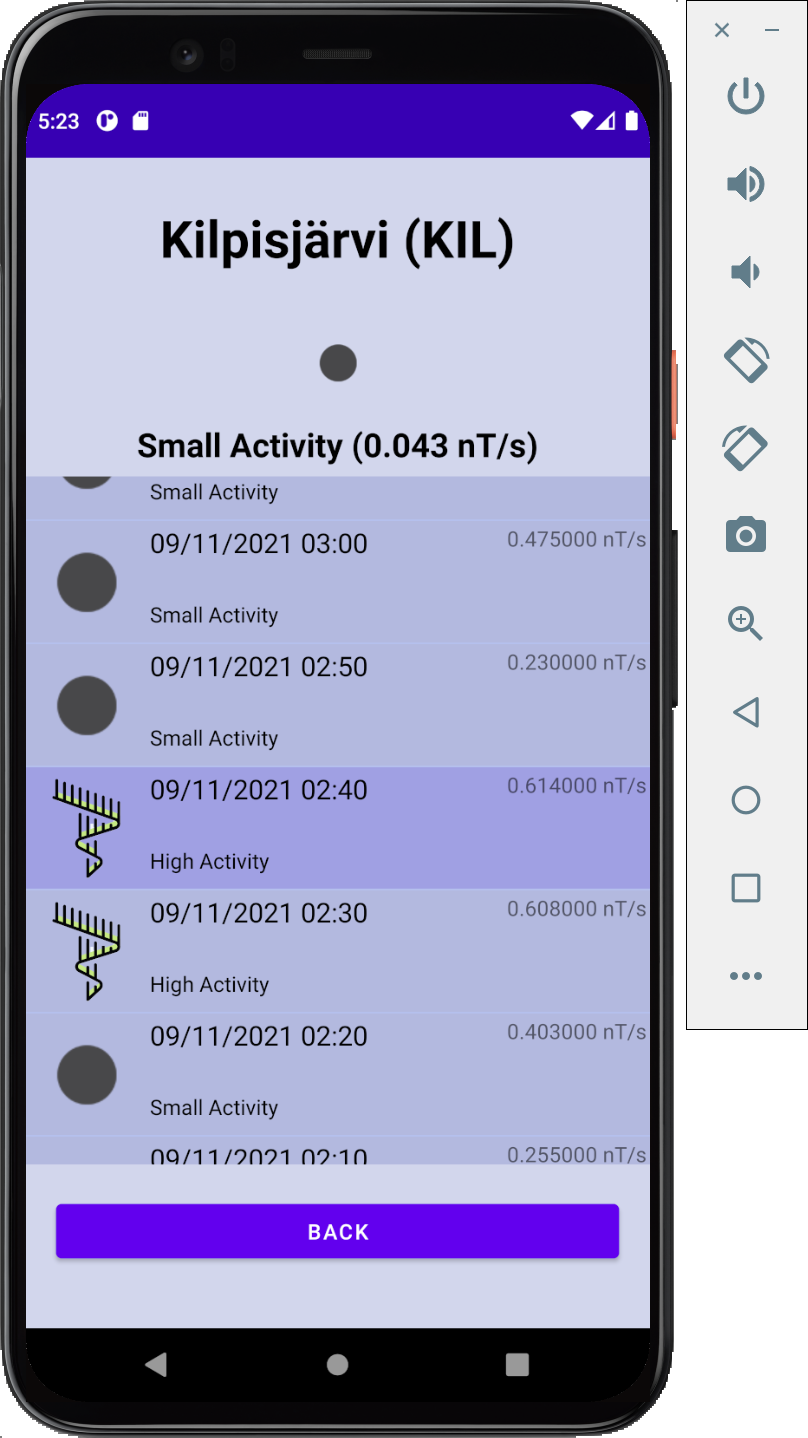 5:23
Kilpisjärvi (KIL)
Small Activity (0.043 nT/s)
Small Activity
09/11/2021 03:00 0.475000 nT/s
Small Activity
09/11/2021 02:50 0.230000 nT/s
Small Activity
09/11/2021 02:40 0.614000 nT/s
High Activity
09/11/2021 02:30 0.608000 nT/s
High Activity
09/11/2021 02:20 0.403000 nT/s
Small Activity
09/11/2021 02:10 0.255000 nT/s
BACK